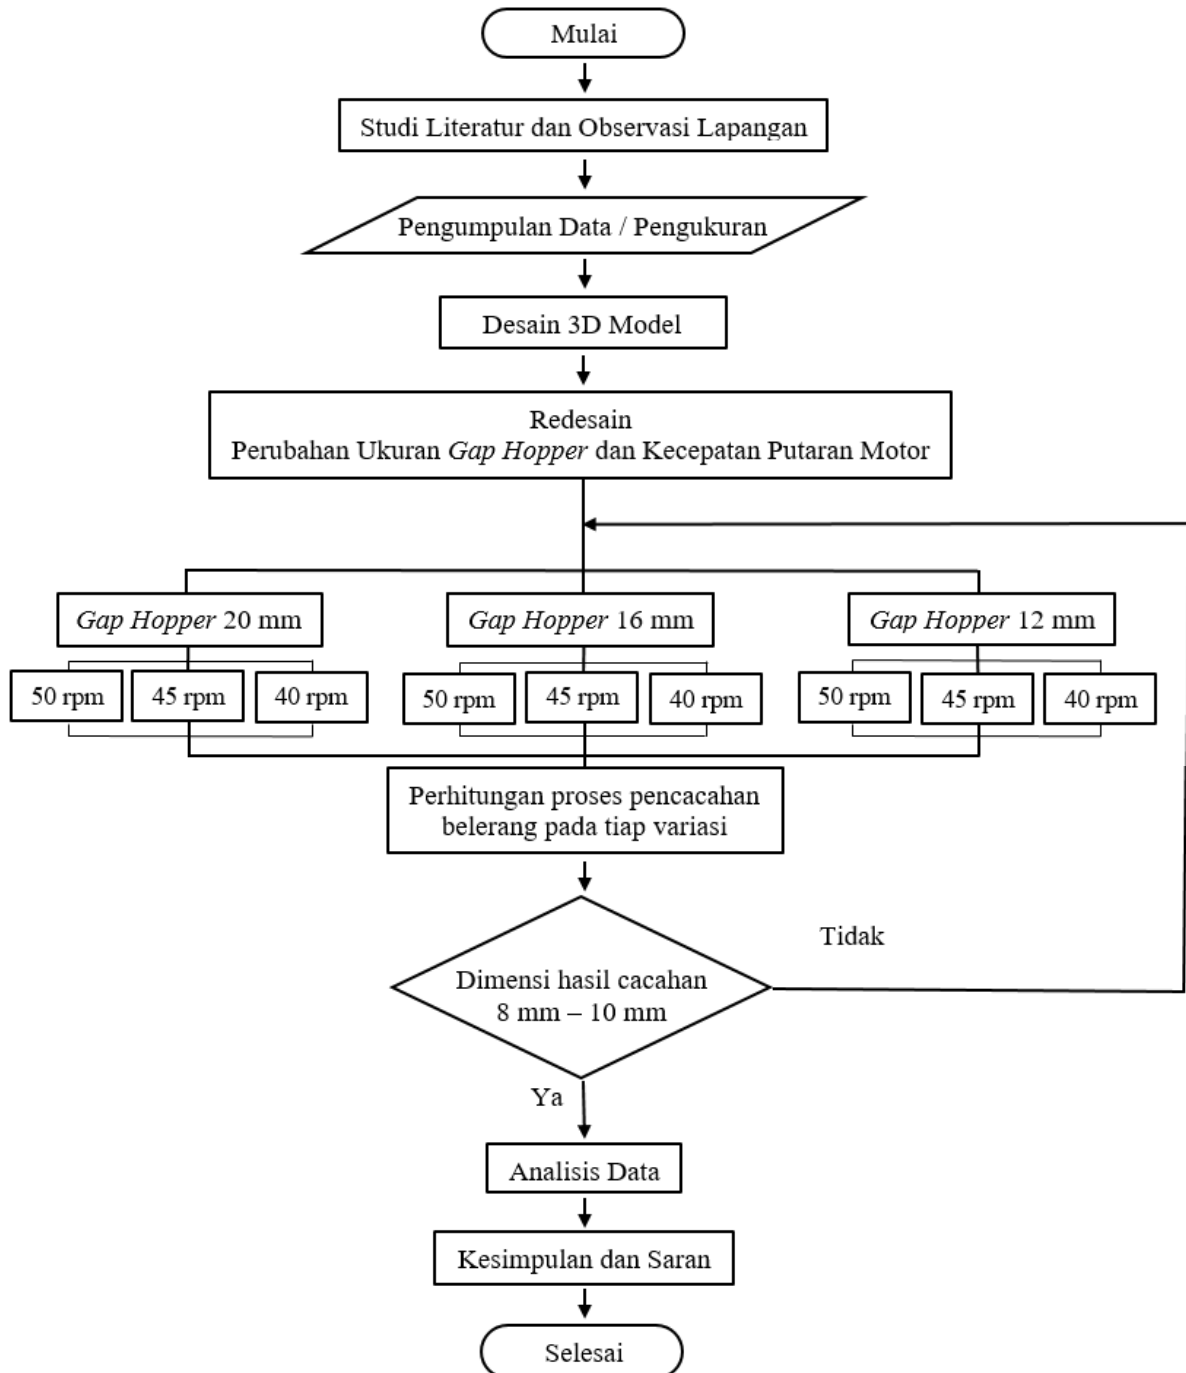 Mulai
Studi Literatur dan Observasi Lapangan
Pengumpulan Data / Pengukuran
Desain 3D Model
Redesain
Perubahan Ukuran Gap Hopper dan Kecepatan Putaran Motor
Gap Hopper 20 mm
Gap Hopper 16 mm
Gap Hopper 12 mm
50 rpm
45 rpm
40 rpm
50 rpm
45 rpm
40 rpm
50 rpm
45 rpm
40 rpm
Perhitungan proses pencacahan
belerang pada tiap variasi
Tidak
Dimensi hasil cacahan
8 mm – 10 mm
Ya
Analisis Data
Kesimpulan dan Saran
Selesai